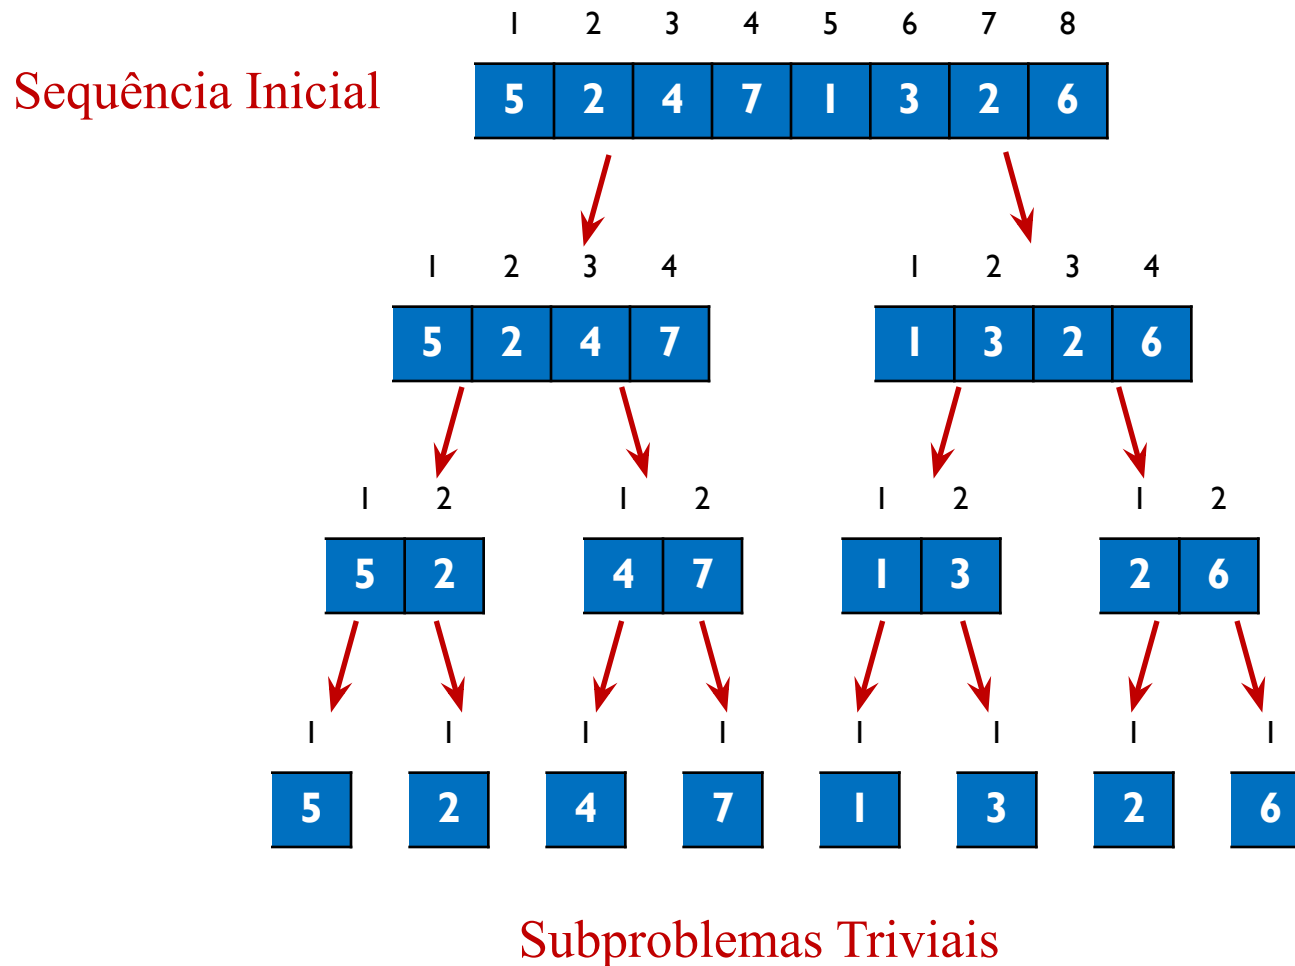 1 2 3 4 5 6 7 8
Sequência Inicial
5 2 4 7 1 3 2 6
1 2 3 4 1 2 3 4
5 2 4 7 1 3 2 6
1 2 1 2 1 2 1 2
5 2 4 7 1 3 2 6
1 1 1 1 1 1 1 1
5 2 4 7 1 3 2 6
Subproblemas Triviais